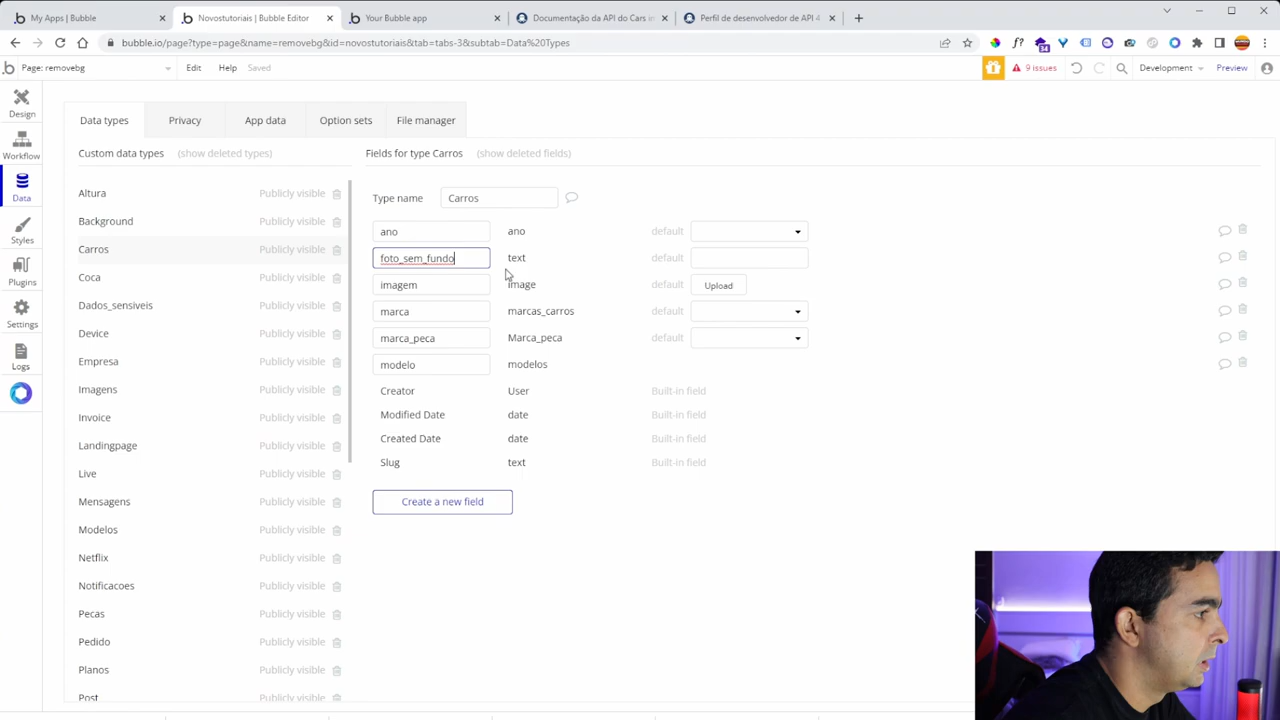 My Apps | Bubble Editor
Novostutoriais | Bubble Editor
Your Bubble app
Documentação da API do Cars in
Perfil de desenvolvedor de API 4
bubble.io/page?type=page&name=removebg&id=novostutoriais&tab=tabs-3&subtab=Data%20Types
34
Page: removebg
Edit
Help
Saved
9 issues
Development
Preview
Design
Workflow
Data
Styles
Plugins
Settings
Logs
Data types
Privacy
App data
Option sets
File manager
Custom data types
(show deleted types)
Fields for type Carros
(show deleted fields)
Altura
Publicly visible
Background
Publicly visible
Carros
Publicly visible
Coca
Publicly visible
Dados_sensiveis
Publicly visible
Device
Publicly visible
Empresa
Publicly visible
Imagens
Publicly visible
Invoice
Publicly visible
Landingpage
Publicly visible
Live
Publicly visible
Mensagens
Publicly visible
Modelos
Publicly visible
Netflix
Publicly visible
Notificacoes
Publicly visible
Pecas
Publicly visible
Pedido
Publicly visible
Planos
Publicly visible
Post
Publicly visible
Type name
Carros
ano
ano
default
foto_sem_fundo
text
default
imagem
image
default
Upload
marca
marcas_carros
default
marca_peca
Marca_peca
default
modelo
modelos
Creator
User
Built-in field
Modified Date
date
Built-in field
Created Date
date
Built-in field
Slug
text
Built-in field
Create a new field